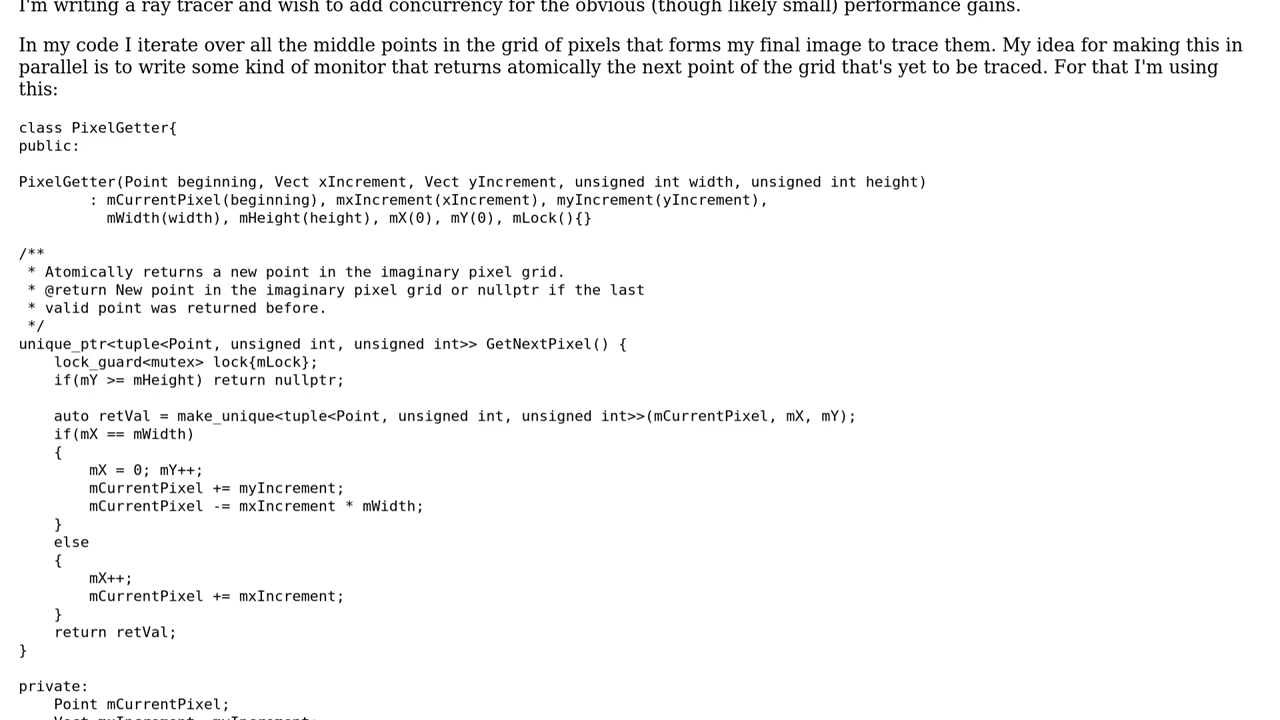 I'm writing a ray tracer and wish to add concurrency for the obvious (though likely small) performance gains.
In my code I iterate over all the middle points in the grid of pixels that forms my final image to trace them. My idea for making this in
parallel is to write some kind of monitor that returns atomically the next point of the grid that's yet to be traced. For that I'm using
this:
class PixelGetter{
public:
PixelGetter(Point beginning, Vect xIncrement, Vect yIncrement, unsigned int width, unsigned int height)
        : mCurrentPixel(beginning), mxIncrement(xIncrement), myIncrement(yIncrement),
          mWidth(width), mHeight(height), mX(0), mY(0), mLock(){}
/**
 * Atomically returns a new point in the imaginary pixel grid.
 * @return New point in the imaginary pixel grid or nullptr if the last
 * valid point was returned before.
 */
unique_ptr<tuple<Point, unsigned int, unsigned int>> GetNextPixel() {
    lock_guard<mutex> lock{mLock};
    if(mY >= mHeight) return nullptr;
    auto retVal = make_unique<tuple<Point, unsigned int, unsigned int>>(mCurrentPixel, mX, mY);
    if(mX == mWidth)
    {
        mX = 0; mY++;
        mCurrentPixel += myIncrement;
        mCurrentPixel -= mxIncrement * mWidth;
    }
    else
    {
        mX++;
        mCurrentPixel += mxIncrement;
    }
    return retVal;
}
private:
    Point mCurrentPixel;